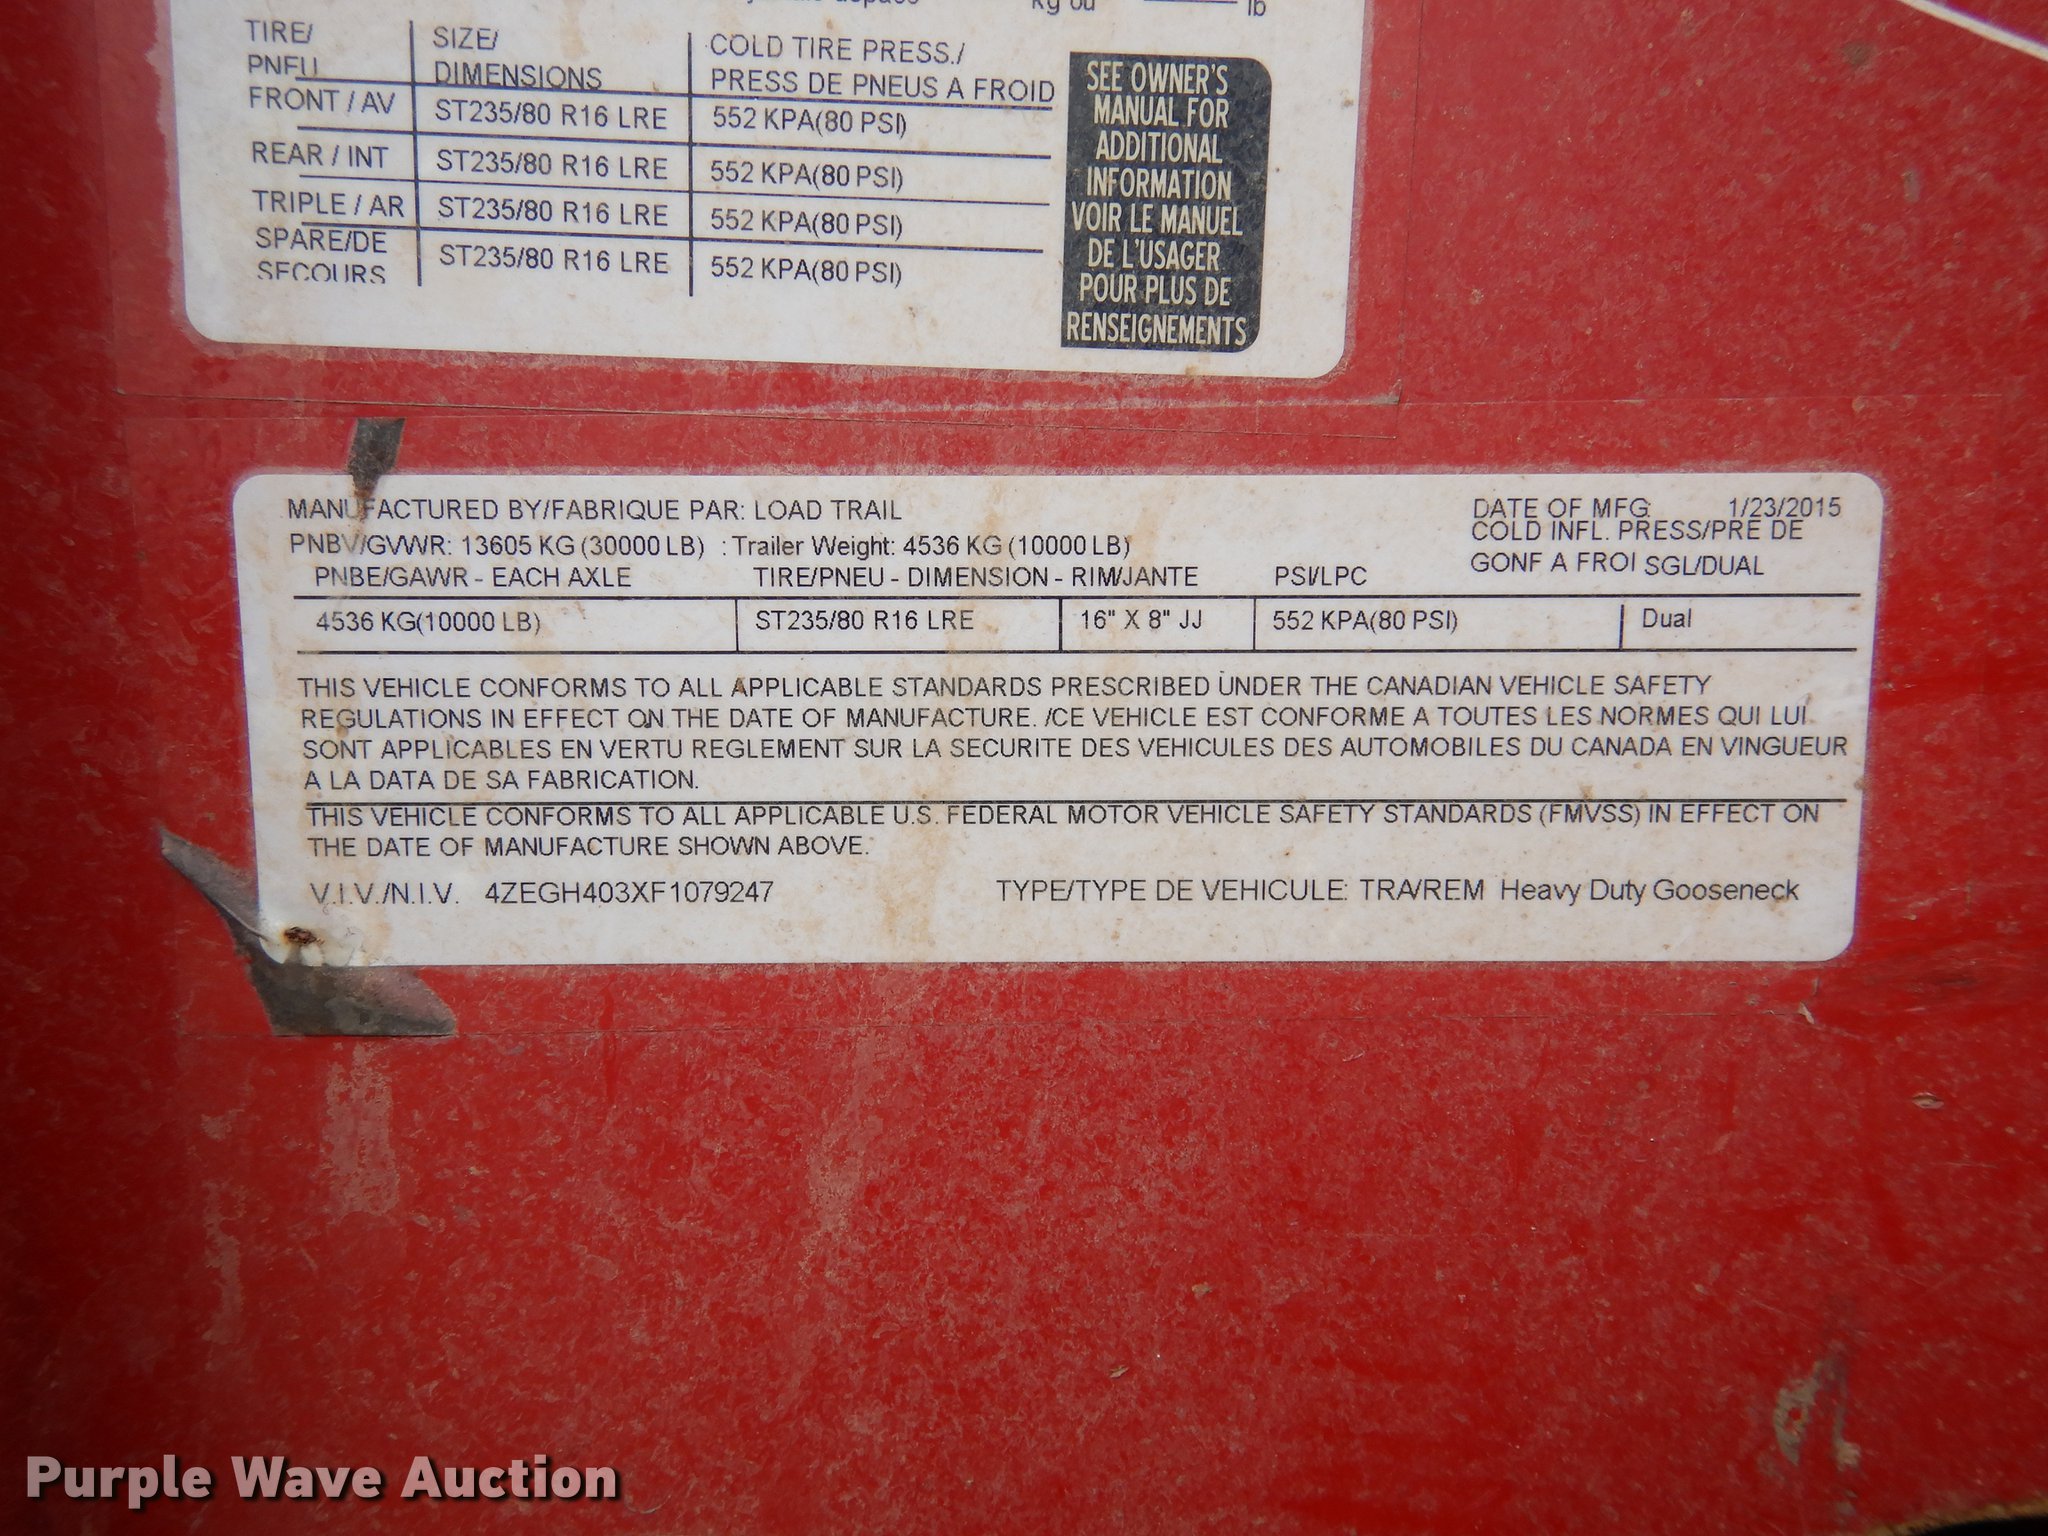 kg ou lb
TIRE/ SIZE/ COLD TIRE PRESS./
PNEU DIMENSIONS PRESS DE PNEUS A FROID
FRONT / AV ST235/80 R16 LRE 552 KPA(80 PSI)
REAR / INT ST235/80 R16 LRE 552 KPA(80 PSI)
TRIPLE / AR ST235/80 R16 LRE 552 KPA(80 PSI)
SPARE/DE ST235/80 R16 LRE 552 KPA(80 PSI)
SECOURS
SEE OWNER'S
MANUAL FOR
ADDITIONAL
INFORMATION
VOIR LE MANUEL
DE L'USAGER
POUR PLUS DE
RENSEIGNEMENTS
MANUFACTURED BY/FABRIQUE PAR: LOAD TRAIL DATE OF MFG: 1/23/2015
PNBV/GVWR: 13605 KG (30000 LB) : Trailer Weight: 4536 KG (10000 LB) COLD INFL. PRESS/PRE DE
PNBE/GAWR - EACH AXLE TIRE/PNEU - DIMENSION - RIM/JANTE PSI/LPC GONF A FROI SGL/DUAL
4536 KG(10000 LB) ST235/80 R16 LRE 16" X 8" JJ 552 KPA(80 PSI) Dual
THIS VEHICLE CONFORMS TO ALL APPLICABLE STANDARDS PRESCRIBED UNDER THE CANADIAN VEHICLE SAFETY
REGULATIONS IN EFFECT ON THE DATE OF MANUFACTURE. /CE VEHICLE EST CONFORME A TOUTES LES NORMES QUI LUI
SONT APPLICABLES EN VERTU REGLEMENT SUR LA SECURITE DES VEHICULES DES AUTOMOBILES DU CANADA EN VINGUEUR
A LA DATA DE SA FABRICATION.
THIS VEHICLE CONFORMS TO ALL APPLICABLE U.S. FEDERAL MOTOR VEHICLE SAFETY STANDARDS (FMVSS) IN EFFECT ON
THE DATE OF MANUFACTURE SHOWN ABOVE.
V.I.V./N.I.V. 4ZEGH403XF1079247 TYPE/TYPE DE VEHICULE: TRA/REM Heavy Duty Gooseneck
Purple Wave Auction